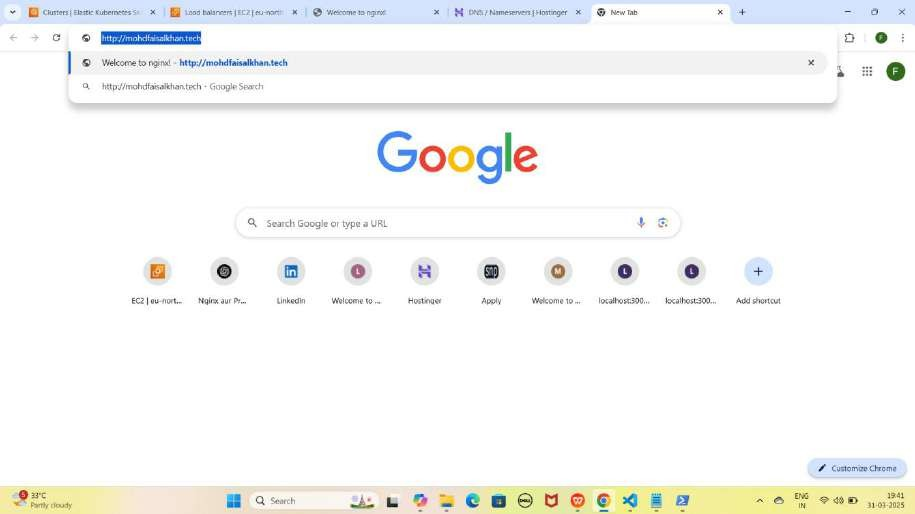 Clusters | Elastic Kubernetes S
Load balancers | EC2 | eu-north
Welcome to nginx!
DNS / Nameservers | Hostinger
New Tab
http://mohdfaisalkhan.tech
F
Welcome to nginx! - http://mohdfaisalkhan.tech
http://mohdfaisalkhan.tech - Google Search
F
Google
Search Google or type a URL
L snp M L L
EC2 | eu-nort... Nginx aur Pr... LinkedIn Welcome to ... Hostinger Apply Welcome to ... localhost:300... localhost:300... Add shortcut
Customize Chrome
5 33°C
Partly cloudy
Search
DELL
ENG
IN
19:41
31-03-2025